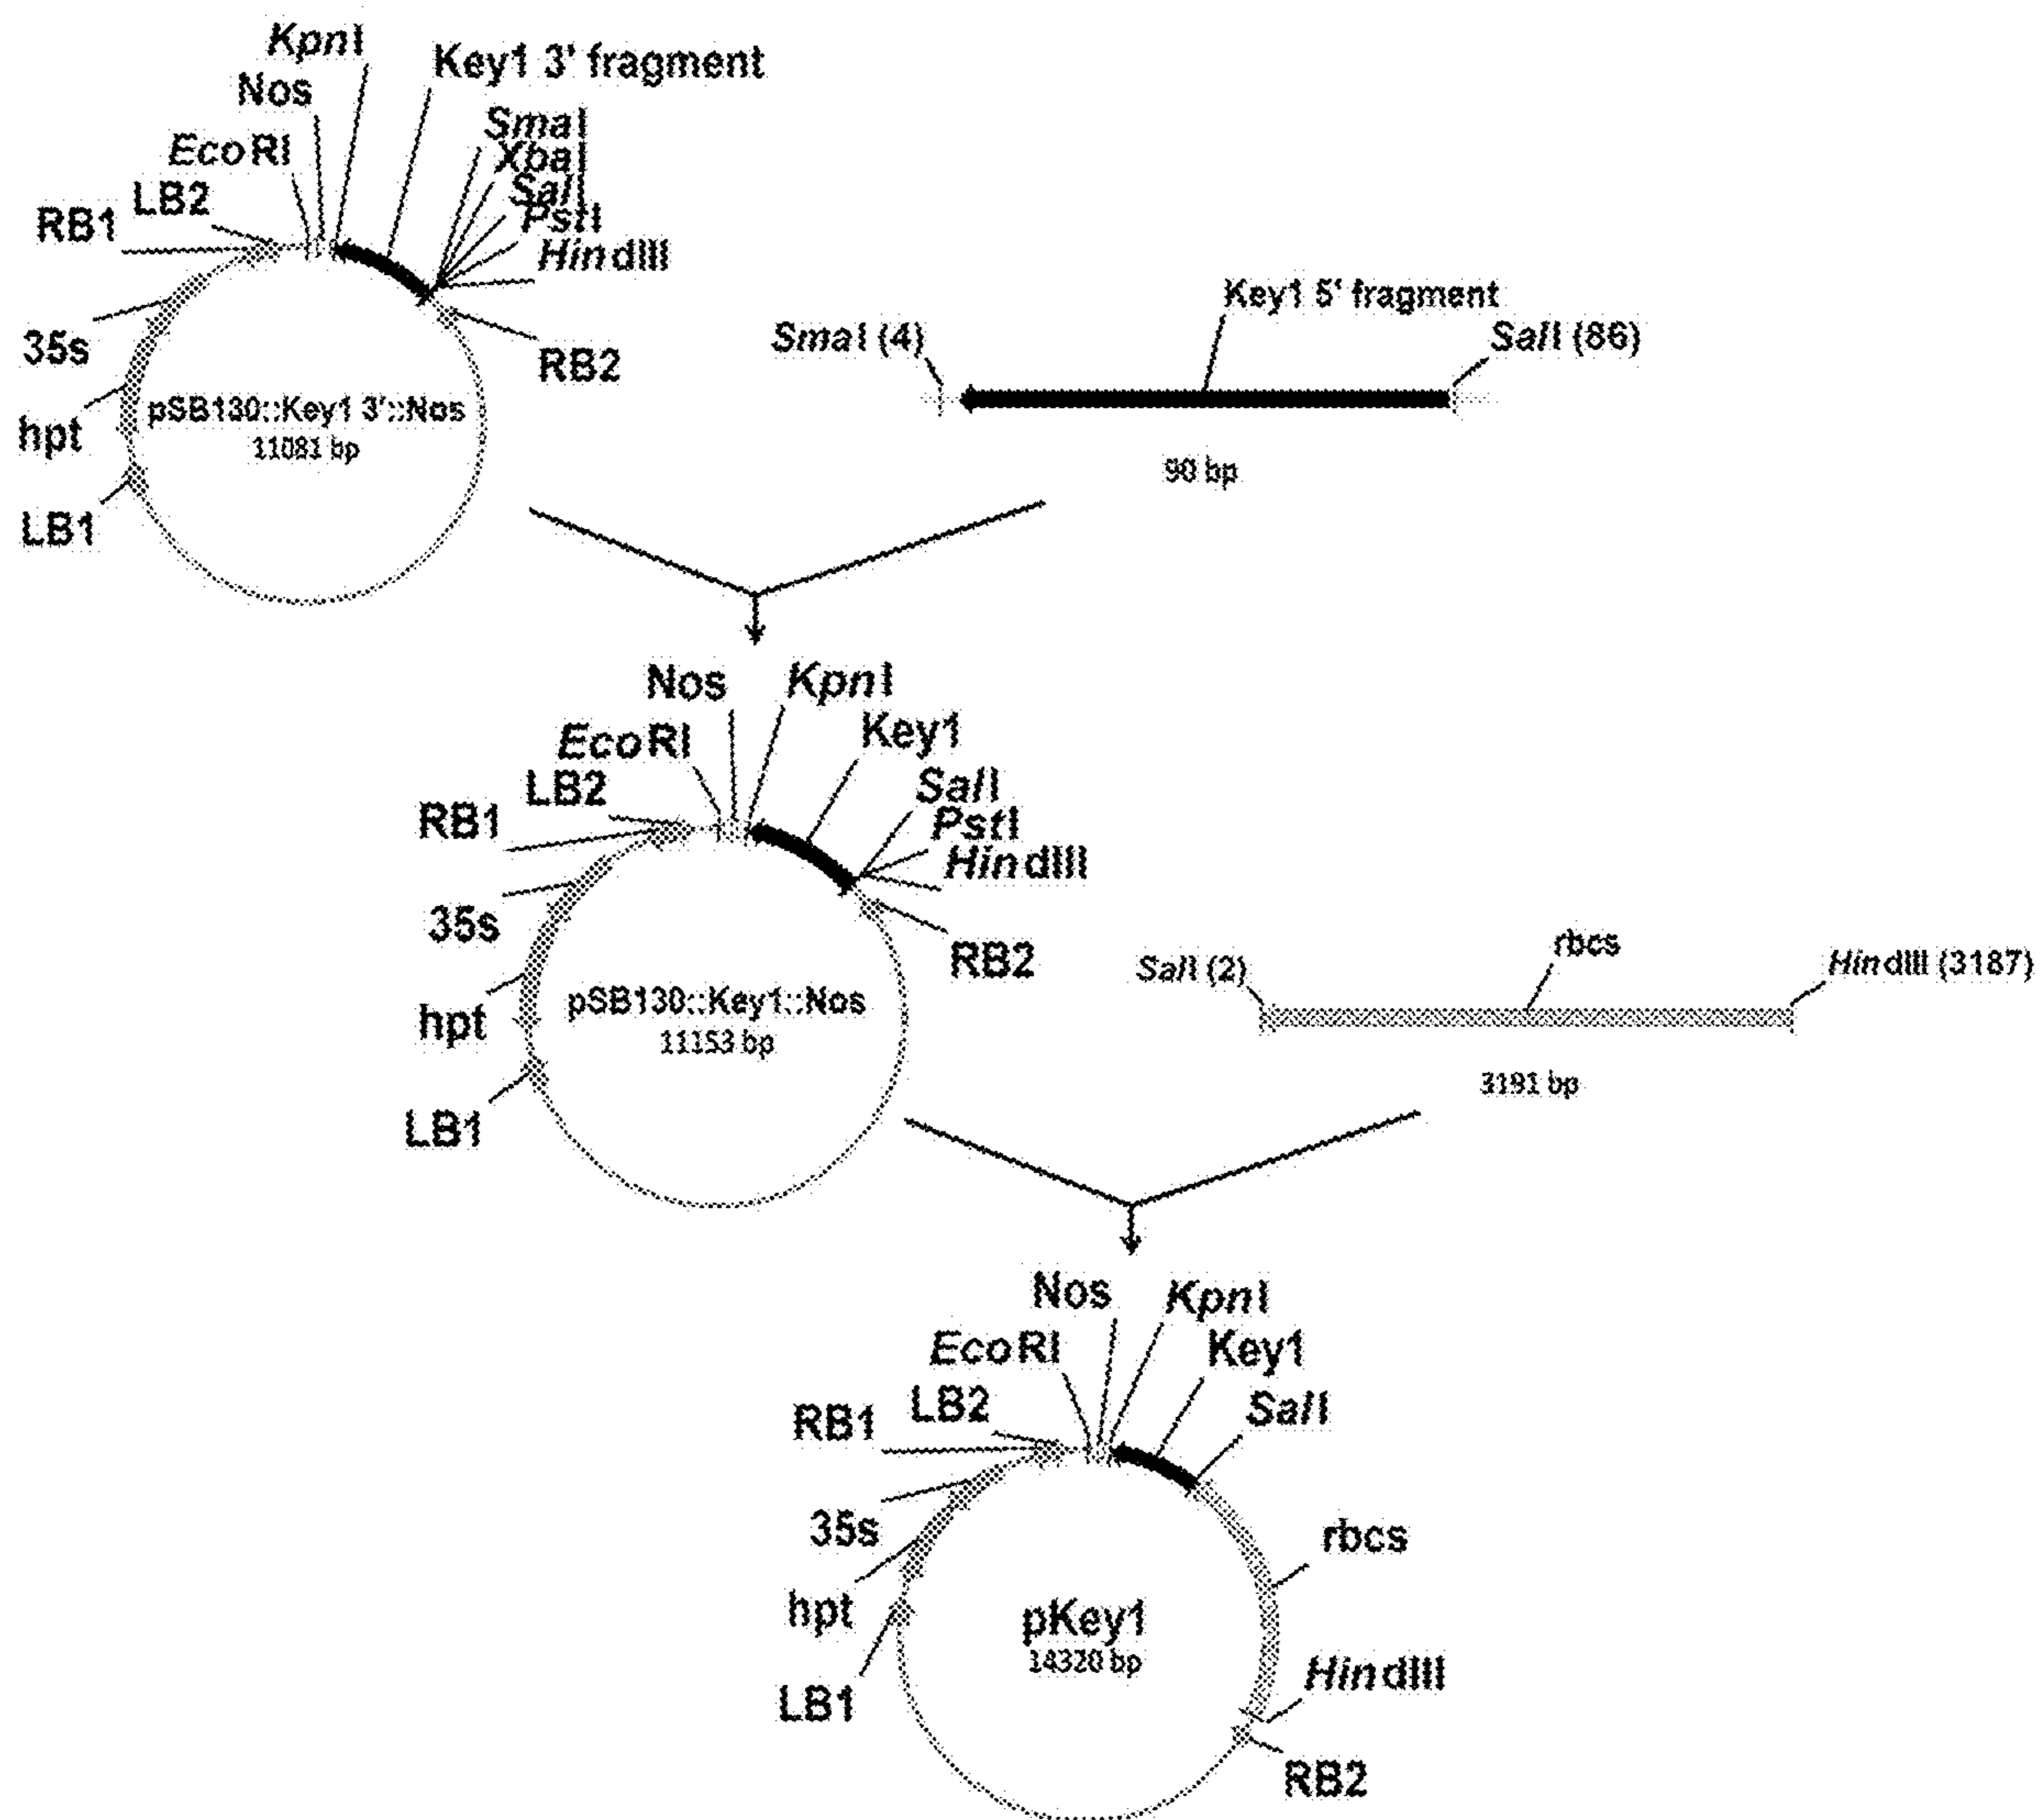 KpnI
Key1 3' fragment
Nos
SmaI
EcoRI
XbaI
SalI
LB2
PstI
RB1
HindIII
Key1 5' fragment
SmaI (4)
SalI (86)
35s
RB2
pSB130::Key1 3'::Nos
11081 bp
hpt
90 bp
LB1
Nos
KpnI
Key1
EcoRI
SalI
LB2
PstI
RB1
HindIII
35s
RB2
rbcs
SalI (2)
HindIII (3187)
pSB130::Key1::Nos
11153 bp
hpt
3191 bp
LB1
Nos
KpnI
EcoRI
Key1
LB2
SalI
RB1
35s
rbcs
hpt
pKey1
14320 bp
HindIII
LB1
RB2